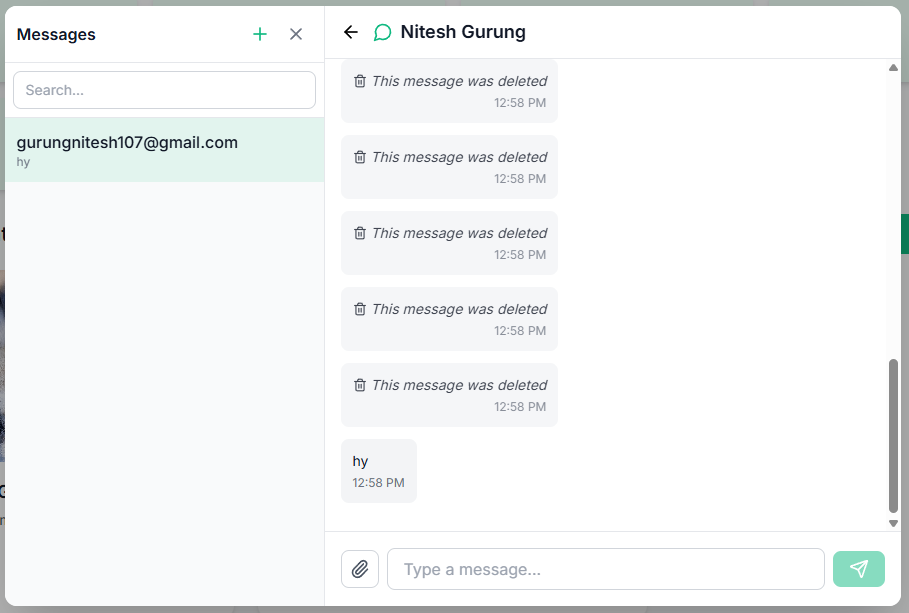 Messages
Search...
gurungnitesh107@gmail.com
hy
Nitesh Gurung
This message was deleted
12:58 PM
This message was deleted
12:58 PM
This message was deleted
12:58 PM
This message was deleted
12:58 PM
This message was deleted
12:58 PM
hy
12:58 PM
Type a message...